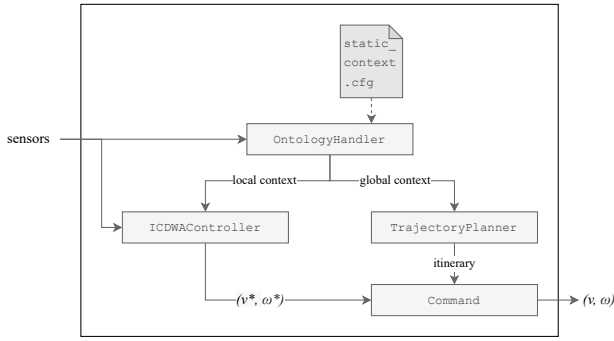 static_
context
.cfg
sensors
OntologyHandler
local context
global context
ICDWAController
TrajectoryPlanner
itinerary
(v*, ω*)
Command
(v, ω)